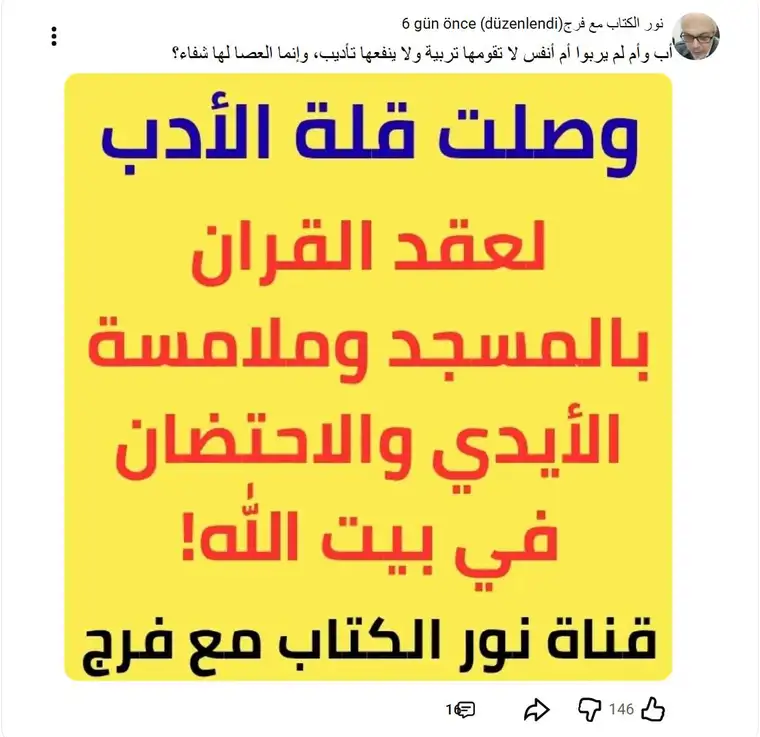 نور الكتاب مع فرج(düzenlendi) 6 gün önce
أب وأم لم يربوا أم أنفس لا تقومها تربية ولا ينفعها تأديب، وإنما العصا لها شفاء؟
وصلت قلة الأدب
لعقد القران
بالمسجد وملامسة
الأيدي والاحتضان
في بيت الله!
قناة نور الكتاب مع فرج
146
16